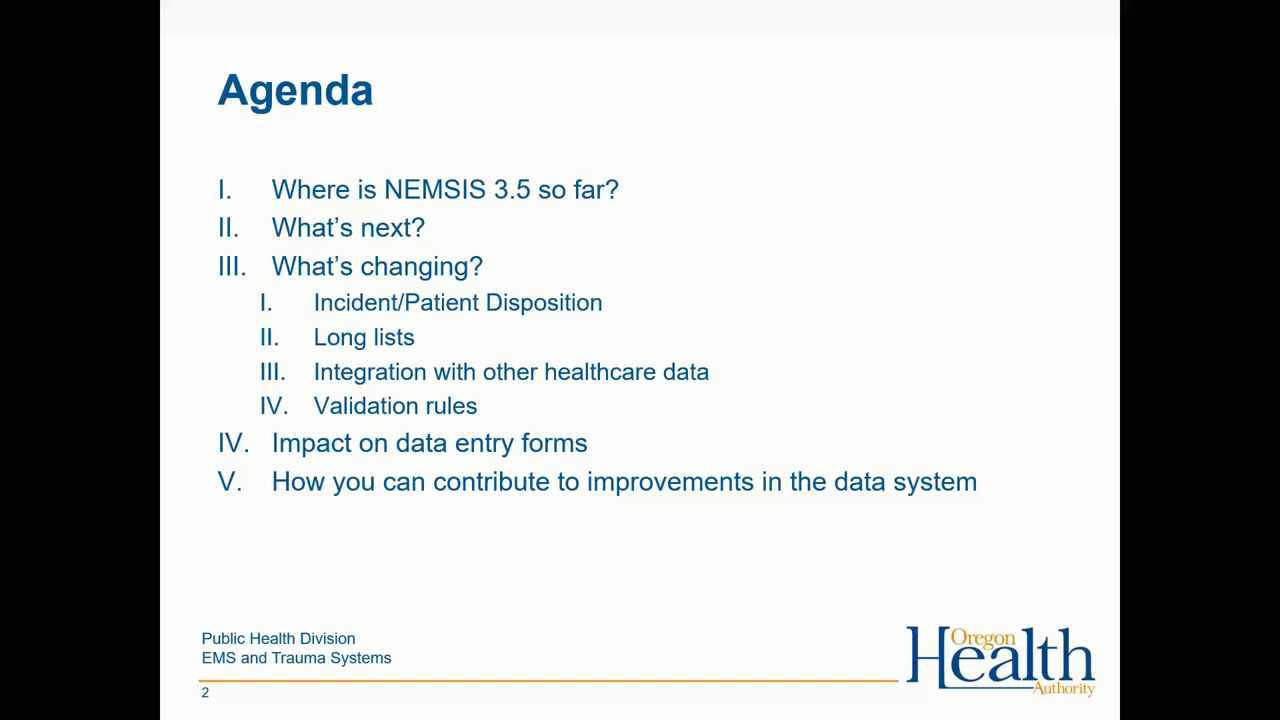 Agenda
I. Where is NEMSIS 3.5 so far?
II. What’s next?
III. What’s changing?
I. Incident/Patient Disposition
II. Long lists
III. Integration with other healthcare data
IV. Validation rules
IV. Impact on data entry forms
V. How you can contribute to improvements in the data system
Public Health Division
EMS and Trauma Systems
2
Oregon
Health
Authority